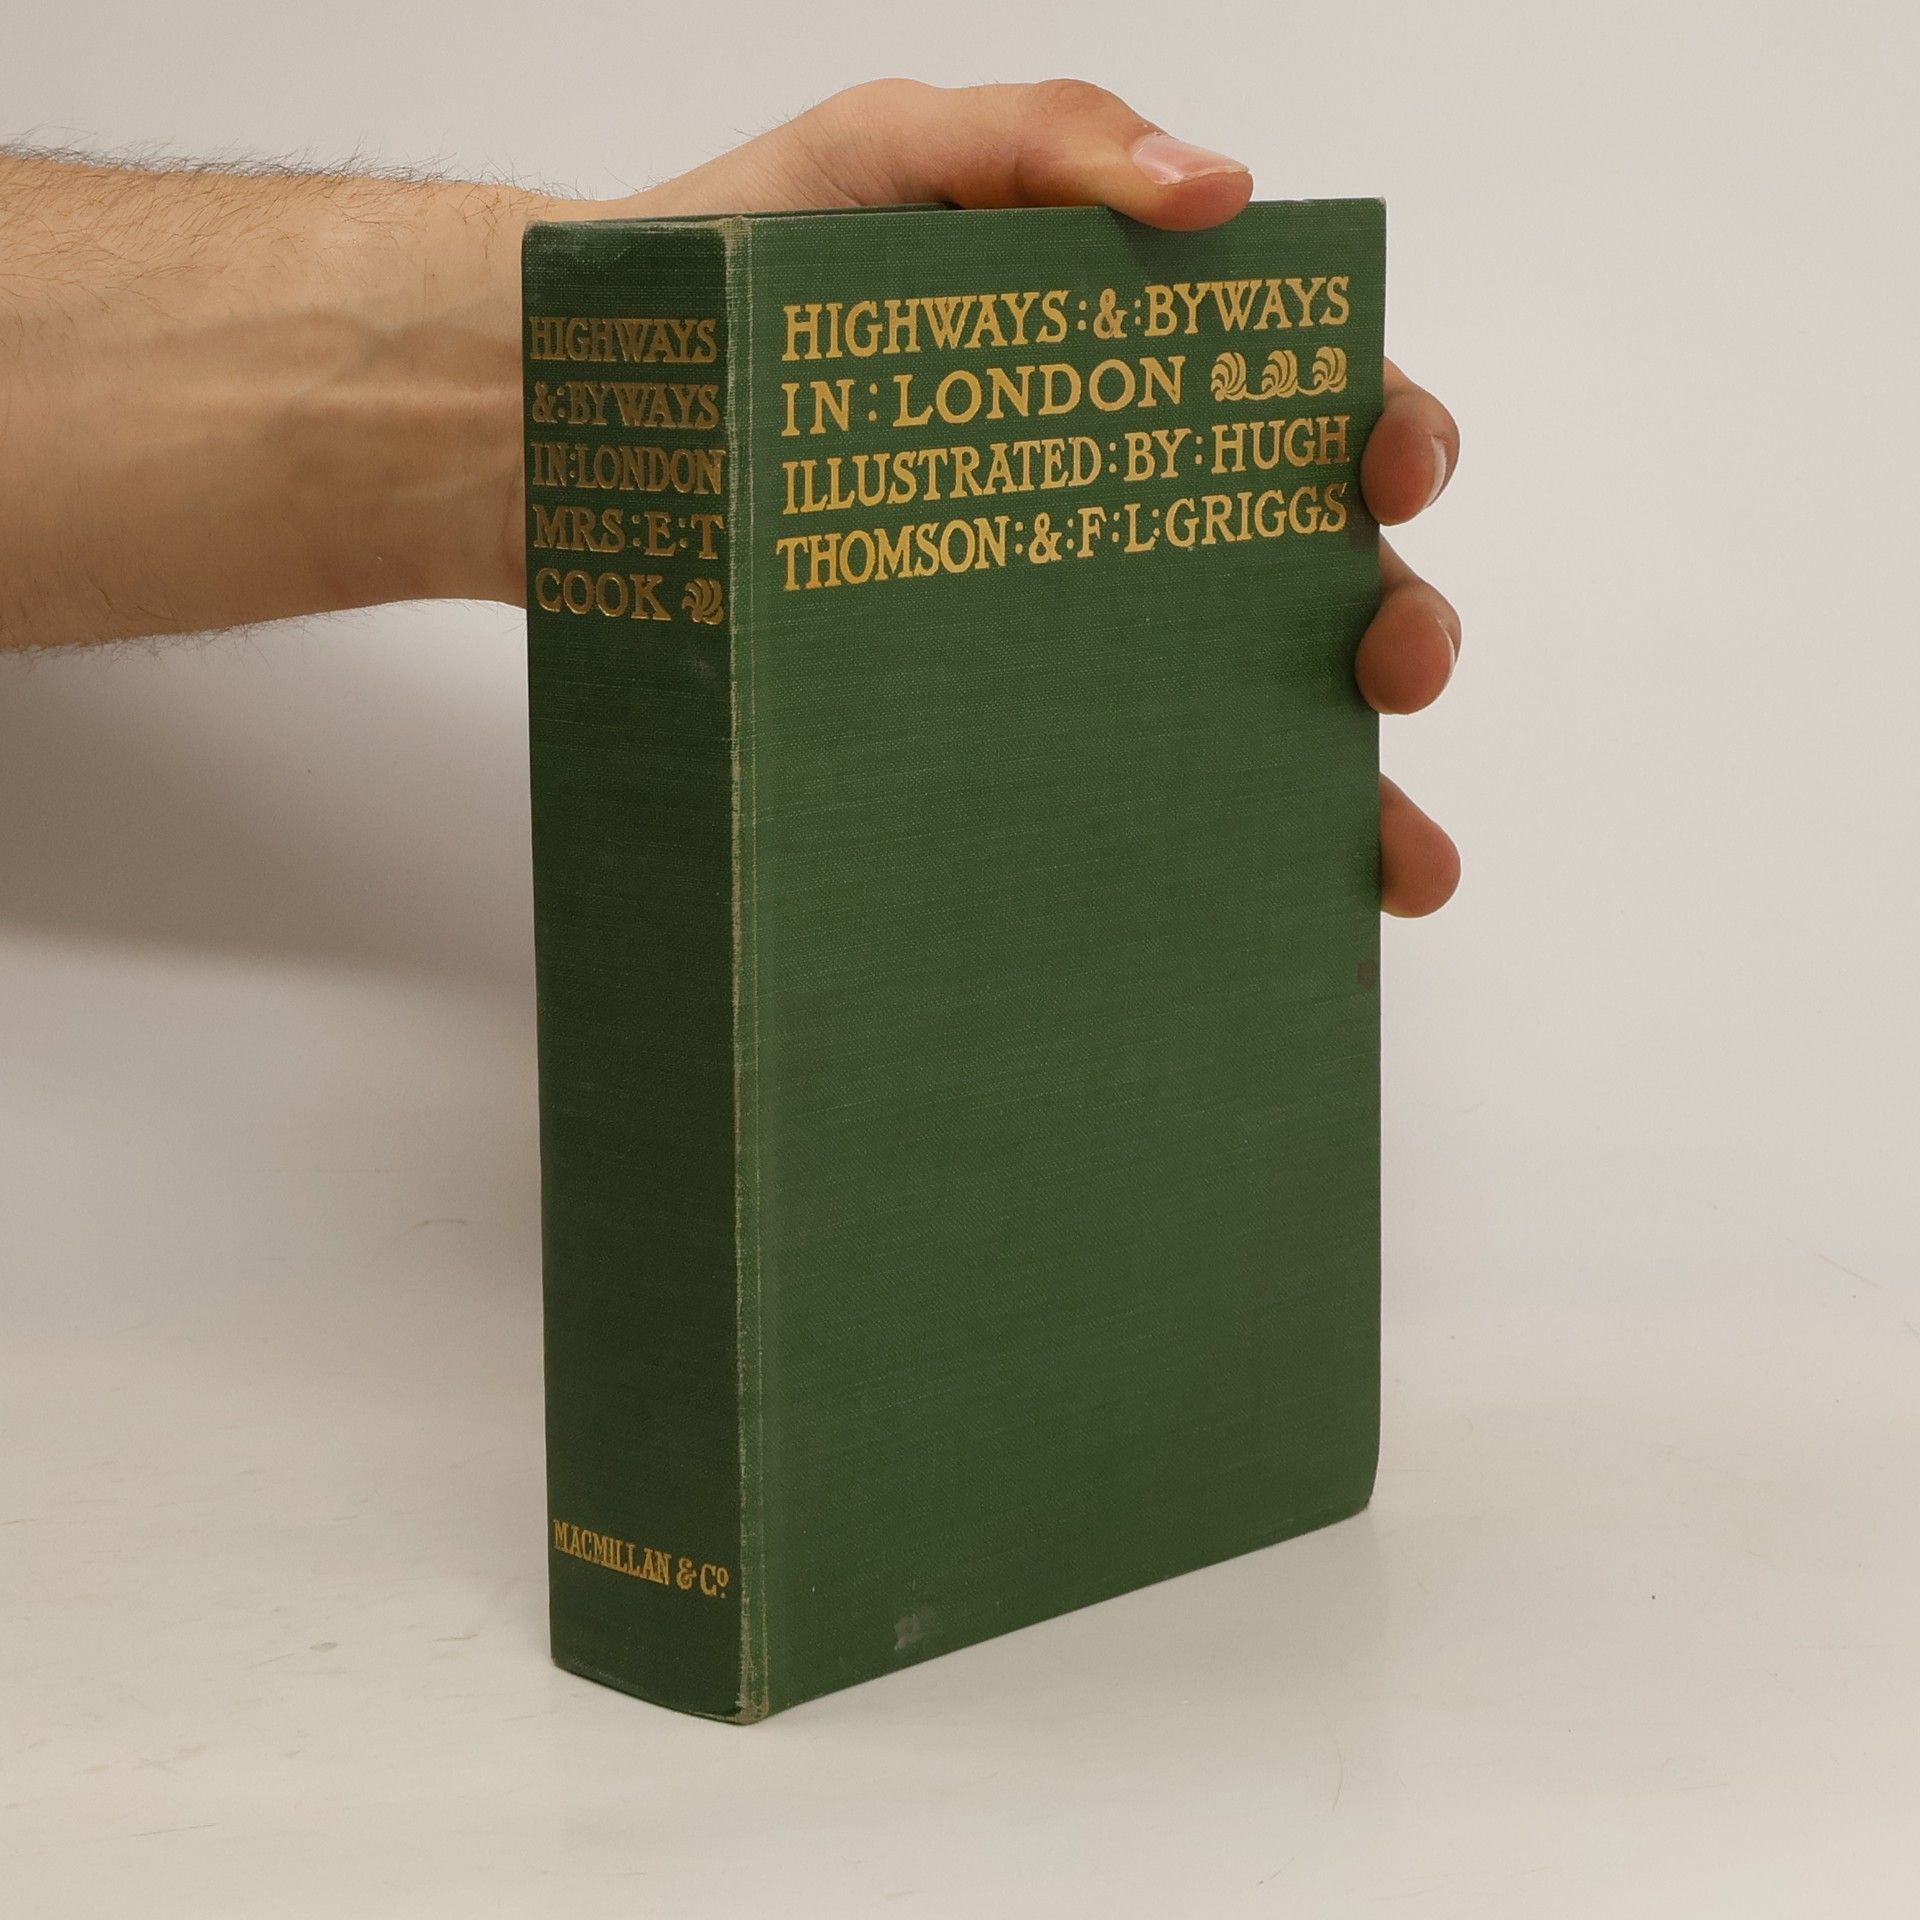 HIGHWAYS
&:BYWAYS
IN:LONDON
MRS:E:T
COOK
MACMILLAN & Cº.
HIGHWAYS:&:BYWAYS
IN:LONDON
ILLUSTRATED:BY:HUGH
THOMSON:&:F:L:GRIGGS